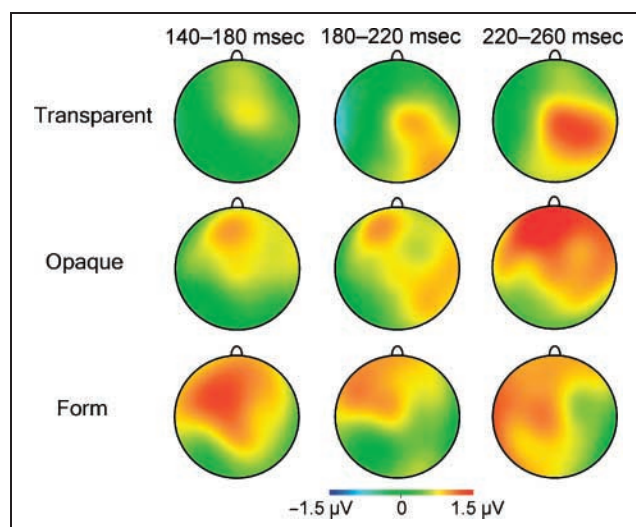 140–180 msec 180–220 msec 220–260 msec
Transparent
Opaque
Form
−1.5 µV 0 1.5 µV